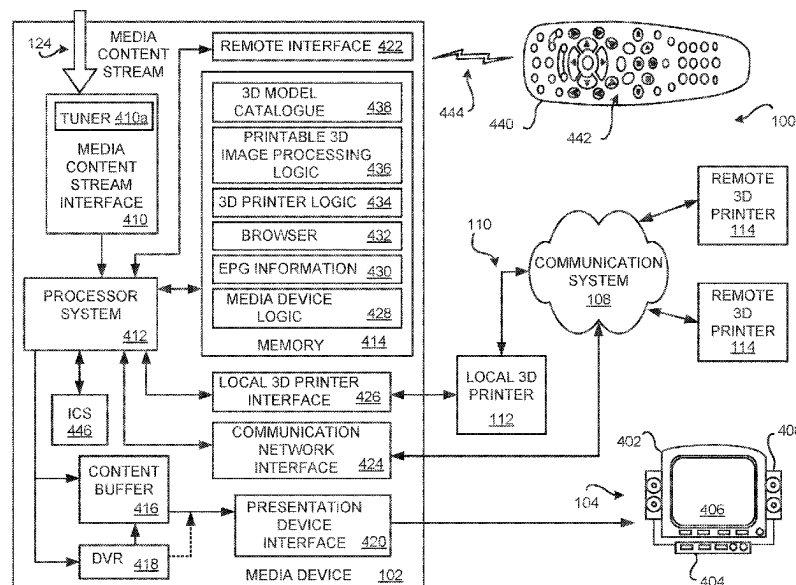 124
MEDIA
CONTENT
STREAM
TUNER 410a
MEDIA
CONTENT
STREAM
INTERFACE
410
REMOTE INTERFACE 422
3D MODEL
CATALOGUE 438
PRINTABLE 3D
IMAGE PROCESSING
LOGIC 436
3D PRINTER LOGIC 434
BROWSER 432
EPG INFORMATION 430
MEDIA DEVICE
LOGIC 428
MEMORY 414
PROCESSOR
SYSTEM
412
ICS
446
LOCAL 3D PRINTER
INTERFACE 426
COMMUNICATION
NETWORK
INTERFACE 424
CONTENT
BUFFER
416
DVR 418
PRESENTATION
DEVICE
INTERFACE 420
MEDIA DEVICE 102
444
440
442
100
110
COMMUNICATION
SYSTEM
108
REMOTE
3D
PRINTER
114
REMOTE
3D
PRINTER
114
LOCAL 3D
PRINTER
112
402
408
104
406
404